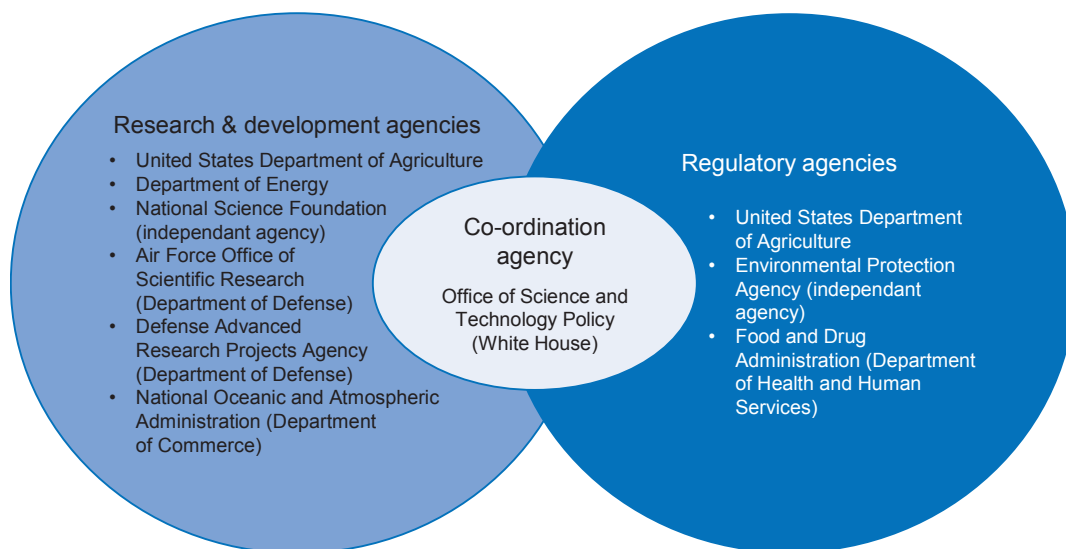 Research & development agencies
• United States Department of Agriculture
• Department of Energy
• National Science Foundation
(independant agency)
• Air Force Office of
Scientific Research
(Department of Defense)
• Defense Advanced
Research Projects Agency
(Department of Defense)
• National Oceanic and Atmospheric
Administration (Department
of Commerce)
Co-ordination
agency
Office of Science and
Technology Policy
(White House)
Regulatory agencies
• United States Department
of Agriculture
• Environmental Protection
Agency (independant
agency)
• Food and Drug
Administration (Department
of Health and Human
Services)